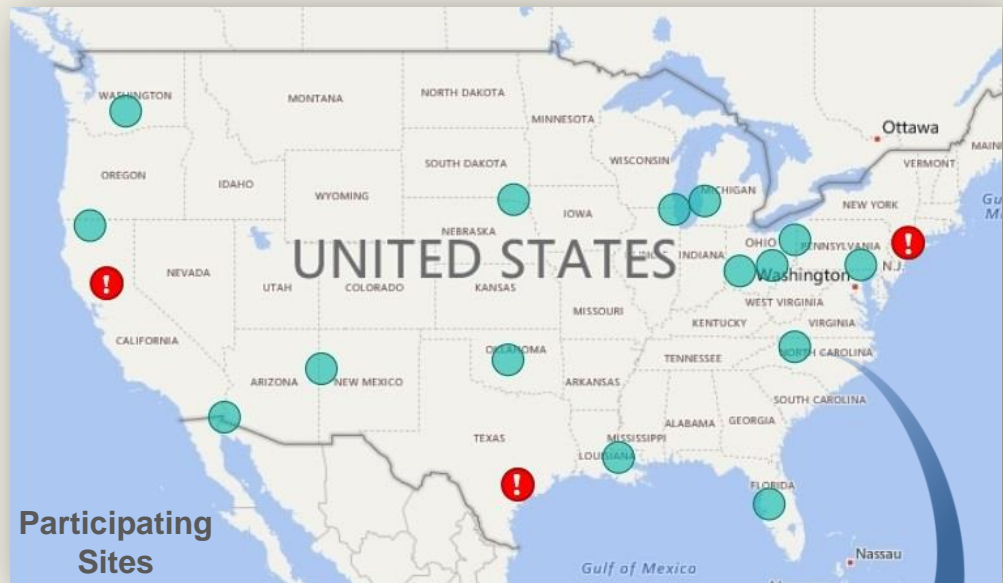 WASHINGTON
MONTANA
NORTH DAKOTA
MINNESOTA
Ottawa
MAIN
VERMONT
OREGON
IDAHO
SOUTH DAKOTA
WISCONSIN
MICHIGAN
NEW YORK
WYOMING
IOWA
NEBRASKA
OHIO
PENNSYLVANIA
N.J.
UNITED STATES
NEVADA
INDIANA
Washington
UTAH
COLORADO
KANSAS
MISSOURI
WEST VIRGINIA
KENTUCKY
VIRGINIA
CALIFORNIA
OKLAHOMA
TENNESSEE
NORTH CAROLINA
ARIZONA
NEW MEXICO
ARKANSAS
SOUTH CAROLINA
TEXAS
MISSISSIPPI
ALABAMA
GEORGIA
LOUISIANA
FLORIDA
Participating
Sites
Nassau
Gulf of Mexico